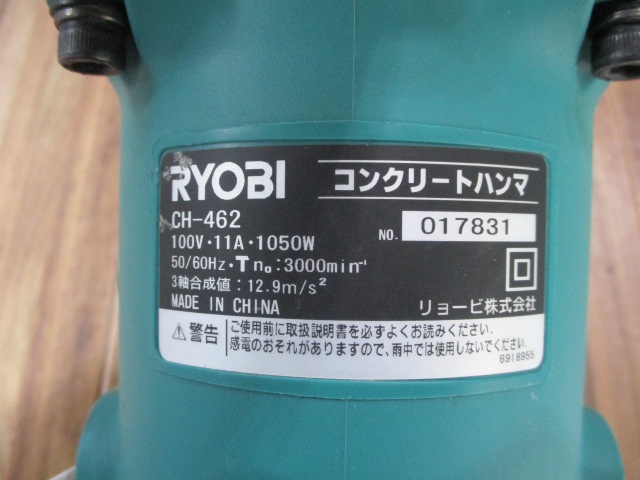 RYOBI コンクリートハンマ
CH-462
NO. 017831
100V・11A・1050W
50/60Hz・T n₀:3000min⁻¹
3軸合成値:12.9m/s²
MADE IN CHINA
リョービ株式会社
⚠警告
ご使用前に取扱説明書を必ずよくお読みください。
感電のおそれがありますので、雨中では使用しないでください。
6918955